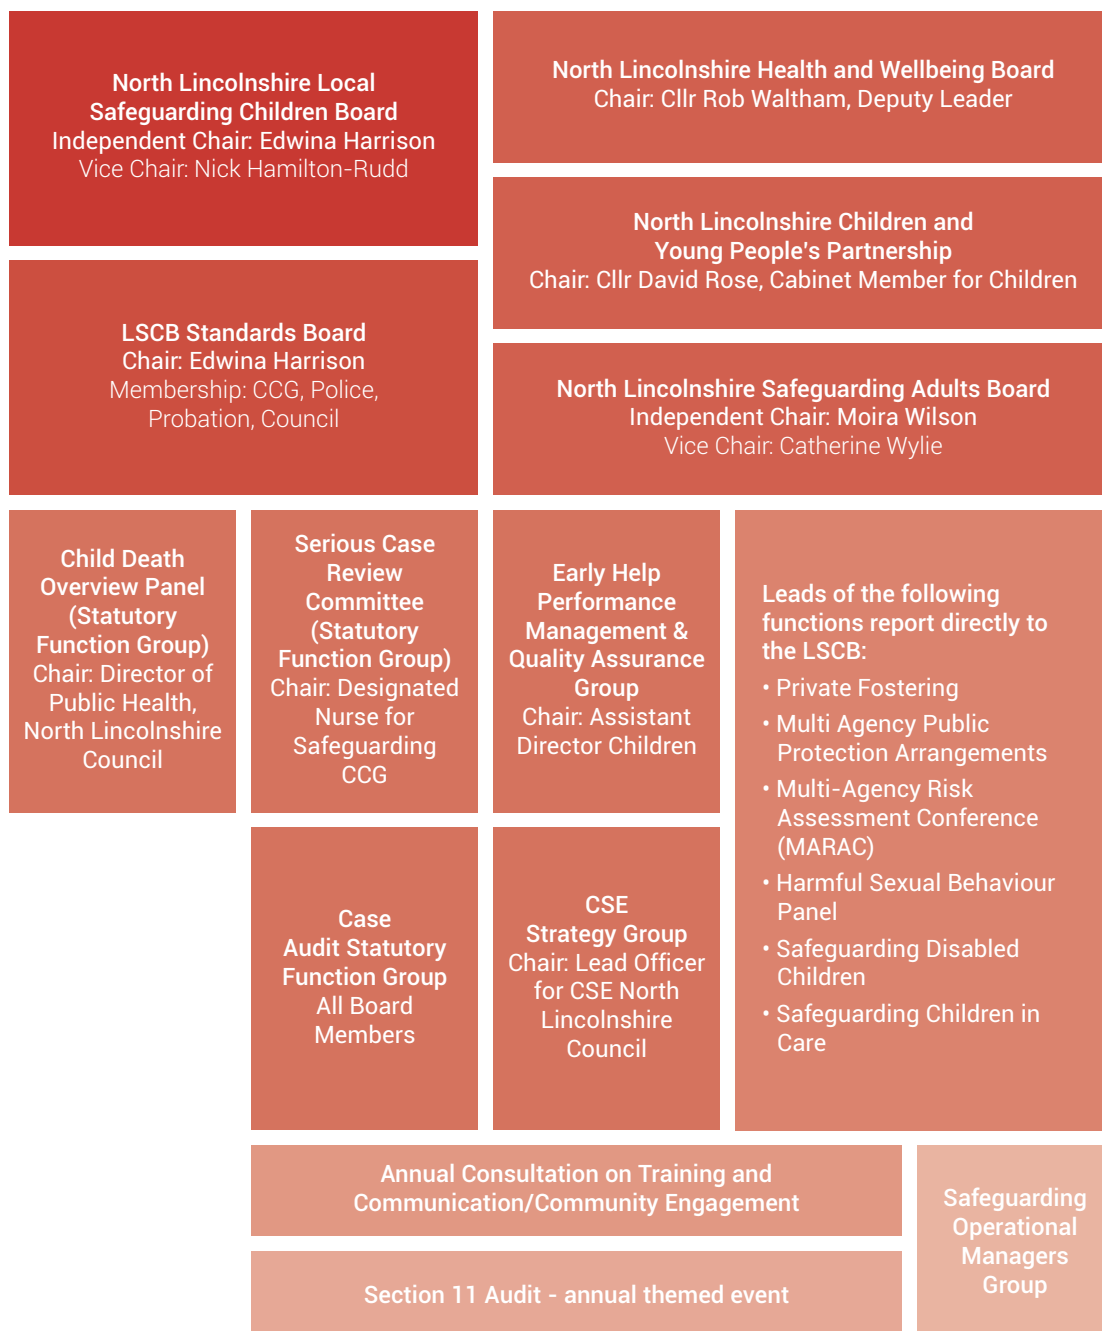 North Lincolnshire Local
Safeguarding Children Board
Independent Chair: Edwina Harrison
Vice Chair: Nick Hamilton-Rudd
North Lincolnshire Health and Wellbeing Board
Chair: Cllr Rob Waltham, Deputy Leader
North Lincolnshire Children and
Young People's Partnership
Chair: Cllr David Rose, Cabinet Member for Children
LSCB Standards Board
Chair: Edwina Harrison
Membership: CCG, Police,
Probation, Council
North Lincolnshire Safeguarding Adults Board
Independent Chair: Moira Wilson
Vice Chair: Catherine Wylie
Child Death
Overview Panel
(Statutory
Function Group)
Chair: Director of
Public Health,
North Lincolnshire
Council
Serious Case
Review
Committee
(Statutory
Function Group)
Chair: Designated
Nurse for
Safeguarding
CCG
Early Help
Performance
Management &
Quality Assurance
Group
Chair: Assistant
Director Children
Leads of the following
functions report directly to
the LSCB:
• Private Fostering
• Multi Agency Public
Protection Arrangements
• Multi-Agency Risk
Assessment Conference
(MARAC)
• Harmful Sexual Behaviour
Panel
• Safeguarding Disabled
Children
• Safeguarding Children in
Care
Case
Audit Statutory
Function Group
All Board
Members
CSE
Strategy Group
Chair: Lead Officer
for CSE North
Lincolnshire
Council
Annual Consultation on Training and
Communication/Community Engagement
Safeguarding
Operational
Managers
Group
Section 11 Audit - annual themed event